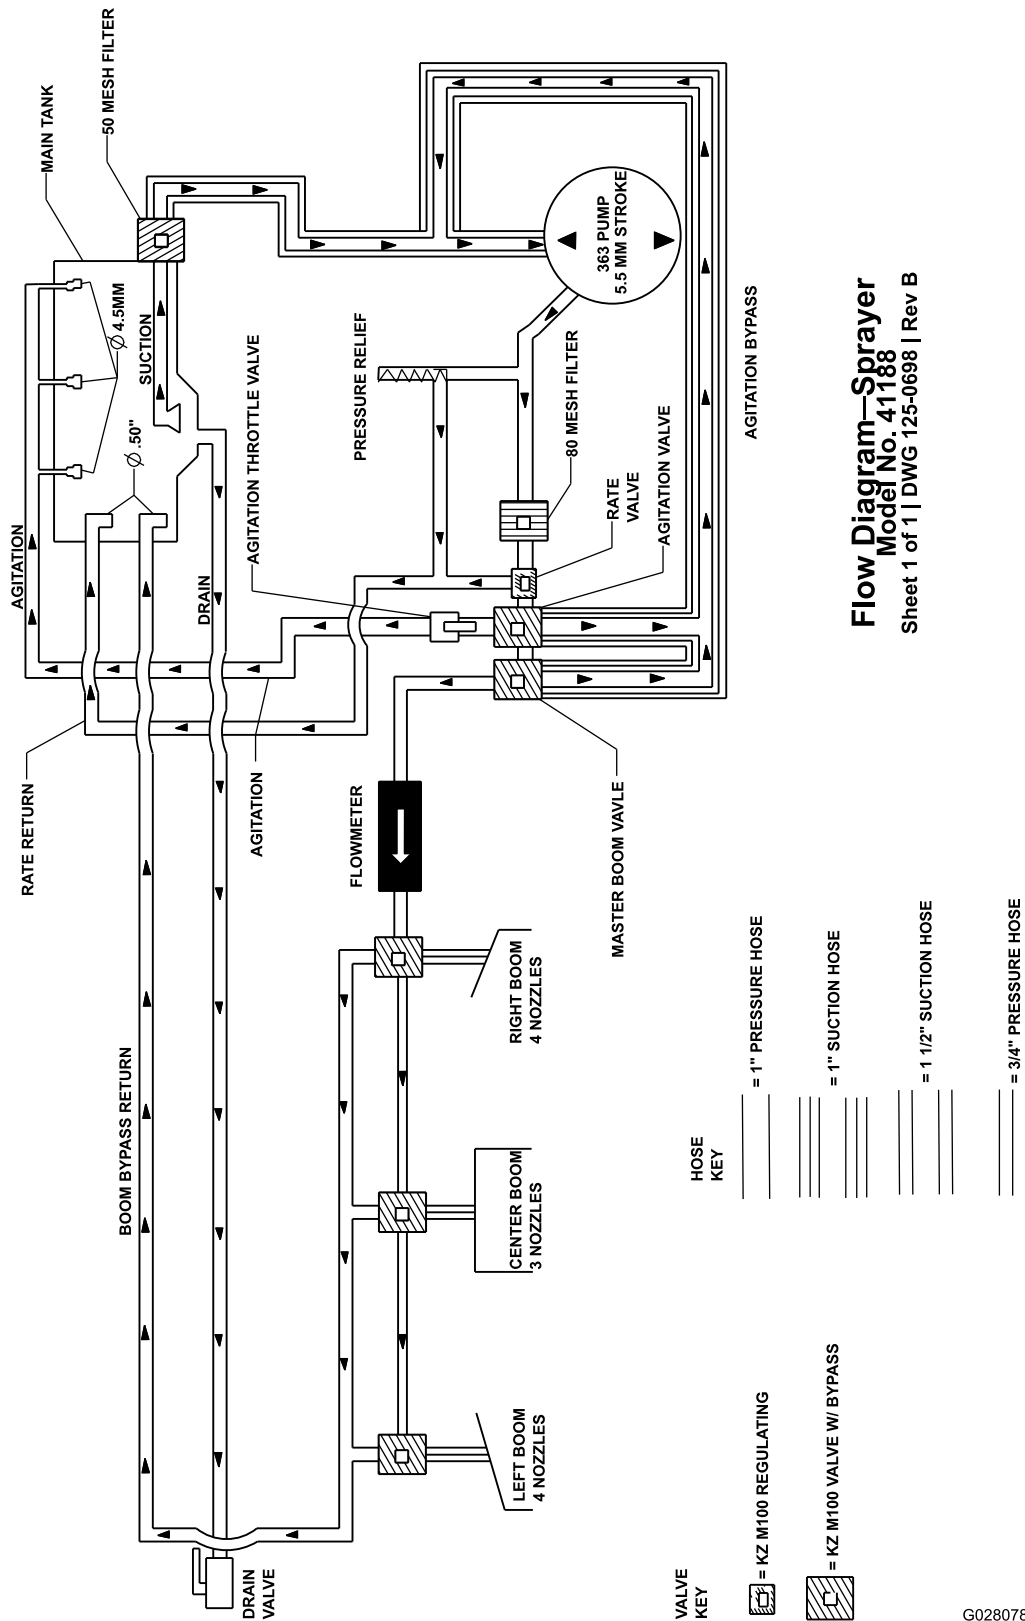 50 MESH FILTER
MAIN TANK
AGITATION
⌀ 4.5MM
SUCTION
⌀ .50"
DRAIN
AGITATION THROTTLE VALVE
PRESSURE RELIEF
363 PUMP
5.5 MM STROKE
80 MESH FILTER
RATE
VALVE
AGITATION VALVE
AGITATION BYPASS
RATE RETURN
AGITATION
FLOWMETER
MASTER BOOM VAVLE
BOOM BYPASS RETURN
RIGHT BOOM
4 NOZZLES
CENTER BOOM
3 NOZZLES
LEFT BOOM
4 NOZZLES
DRAIN
VALVE
Flow Diagram—Sprayer
Model No. 41188
Sheet 1 of 1 | DWG 125-0698 | Rev B
HOSE
KEY
= 1" PRESSURE HOSE
= 1" SUCTION HOSE
= 1 1/2" SUCTION HOSE
= 3/4" PRESSURE HOSE
VALVE
KEY
= KZ M100 REGULATING
= KZ M100 VALVE W/ BYPASS
G028078